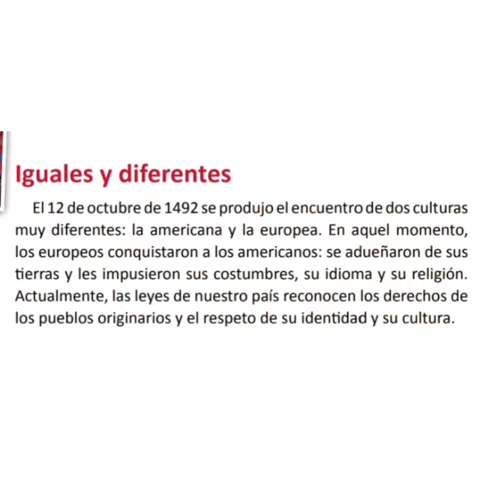 Iguales y diferentes
El 12 de octubre de 1492 se produjo el encuentro de dos culturas
muy diferentes: la americana y la europea. En aquel momento,
los europeos conquistaron a los americanos: se adueñaron de sus
tierras y les impusieron sus costumbres, su idioma y su religión.
Actualmente, las leyes de nuestro país reconocen los derechos de
los pueblos originarios y el respeto de su identidad y su cultura.